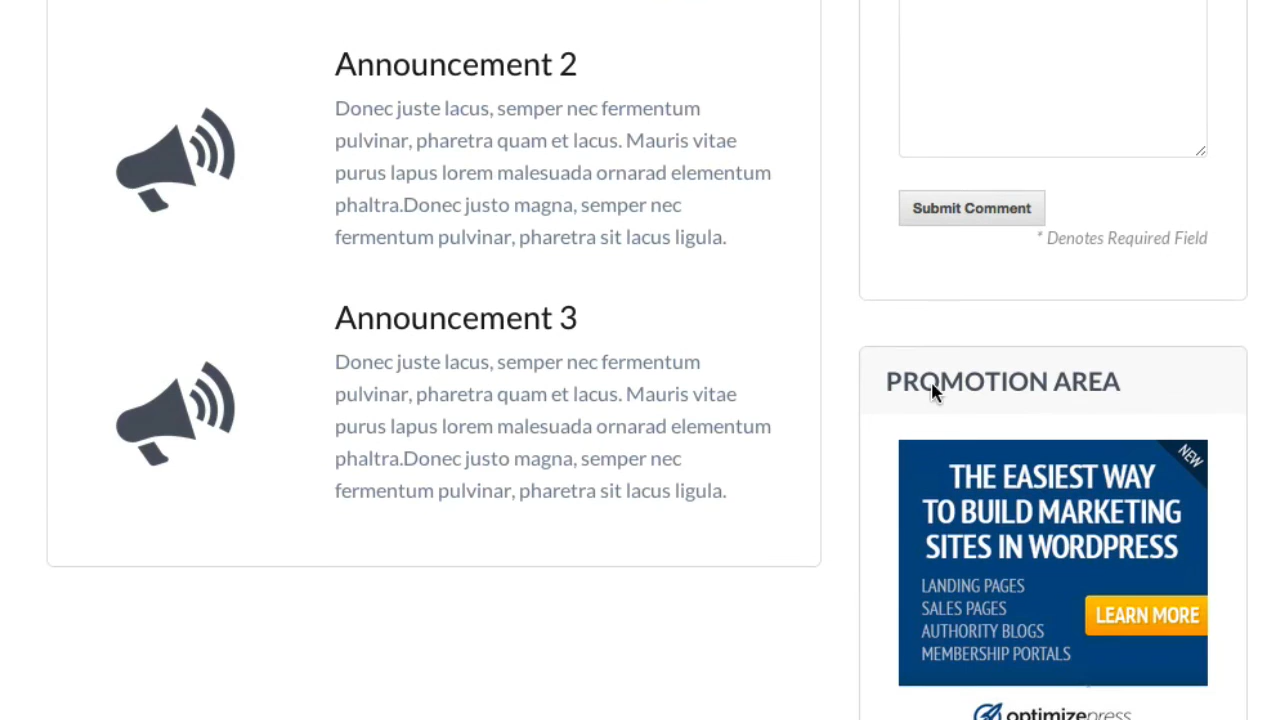 Announcement 2
Donec juste lacus, semper nec fermentum
pulvinar, pharetra quam et lacus. Mauris vitae
purus lapus lorem malesuada ornarad elementum
phaltra.Donec justo magna, semper nec
fermentum pulvinar, pharetra sit lacus ligula.
Announcement 3
Donec juste lacus, semper nec fermentum
pulvinar, pharetra quam et lacus. Mauris vitae
purus lapus lorem malesuada ornarad elementum
phaltra.Donec justo magna, semper nec
fermentum pulvinar, pharetra sit lacus ligula.
Submit Comment
* Denotes Required Field
PROMOTION AREA
NEW
THE EASIEST WAY
TO BUILD MARKETING
SITES IN WORDPRESS
LANDING PAGES
SALES PAGES
AUTHORITY BLOGS
MEMBERSHIP PORTALS
LEARN MORE
optimizepress